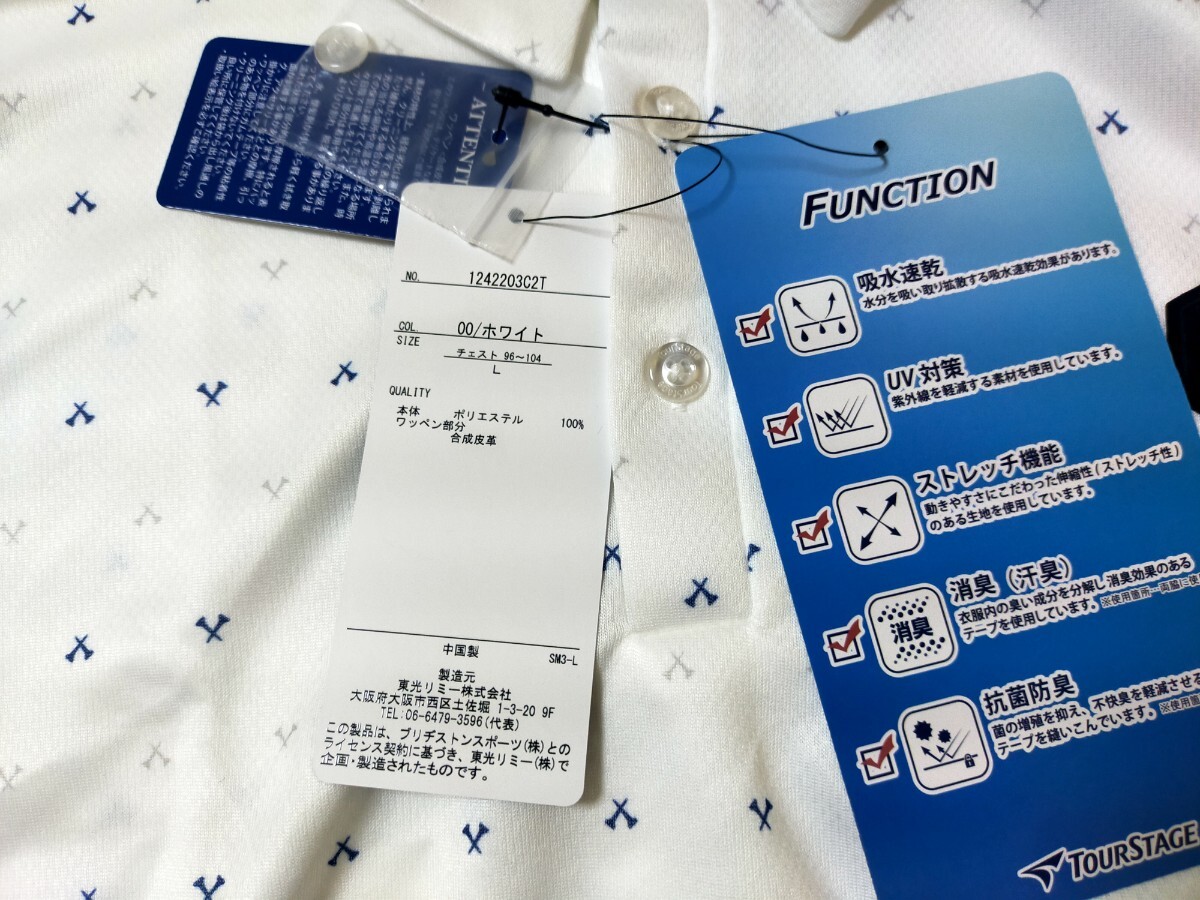 ATTENTI
NO. 1242203C2T
COL. 00/ホワイト
SIZE
チェスト 96～104
L
QUALITY
本体 ポリエステル 100%
ワッペン部分
合成皮革
中国製 SM3-L
製造元
東光リミー株式会社
大阪府大阪市西区土佐堀 1-3-20 9F
TEL:06-6479-3596(代表)
この製品は、ブリヂストンスポーツ(株)との
ライセンス契約に基づき、東光リミー(株)で
企画・製造されたものです。
FUNCTION
吸水速乾
水分を吸い取り拡散する吸水速乾効果があります。
UV対策
紫外線を軽減する素材を使用しています。
ストレッチ機能
動きやすさにこだわった伸縮性(ストレッチ性)
のある生地を使用しています。
消臭
消臭（汗臭）
衣服内の臭い成分を分解し消臭効果のある
テープを使用しています。※使用箇所…両脇に使
抗菌防臭
菌の増殖を抑え、不快臭を軽減させる
テープを縫いこんでいます。※使用箇
TOURSTAGE